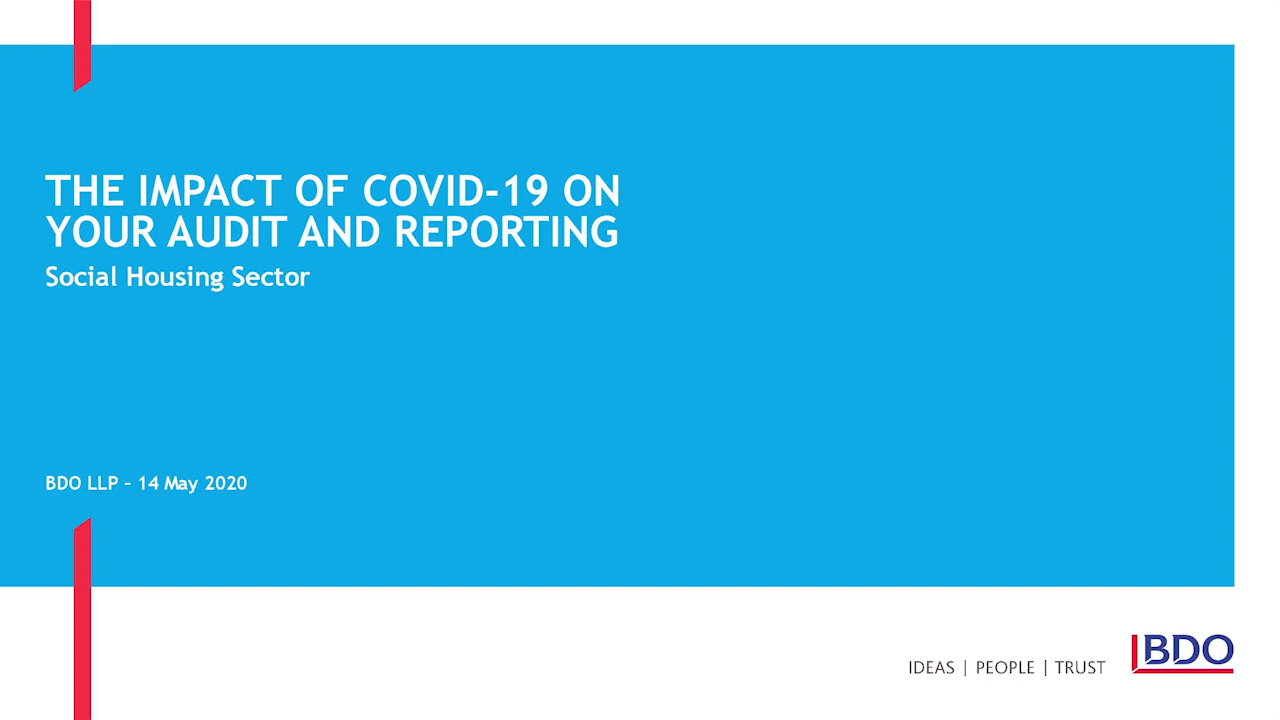 THE IMPACT OF COVID-19 ON
YOUR AUDIT AND REPORTING
Social Housing Sector
BDO LLP – 14 May 2020
IDEAS | PEOPLE | TRUST
BDO